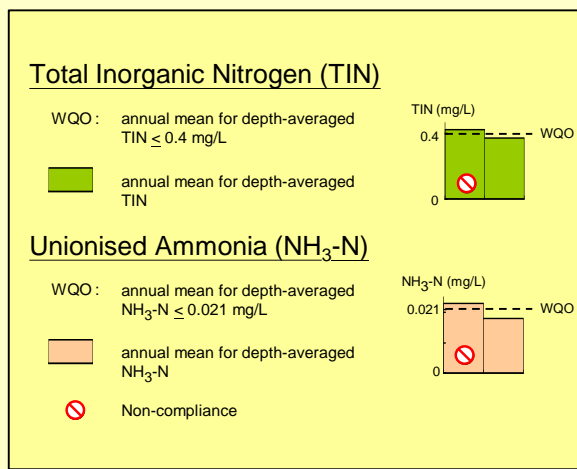 Total Inorganic Nitrogen (TIN)
WQO : annual mean for depth-averaged
TIN ≤ 0.4 mg/L
annual mean for depth-averaged
TIN
TIN (mg/L)
0.4
WQO
0
Unionised Ammonia (NH3-N)
WQO : annual mean for depth-averaged
NH3-N ≤ 0.021 mg/L
annual mean for depth-averaged
NH3-N
Non-compliance
NH3-N (mg/L)
0.021
WQO
0